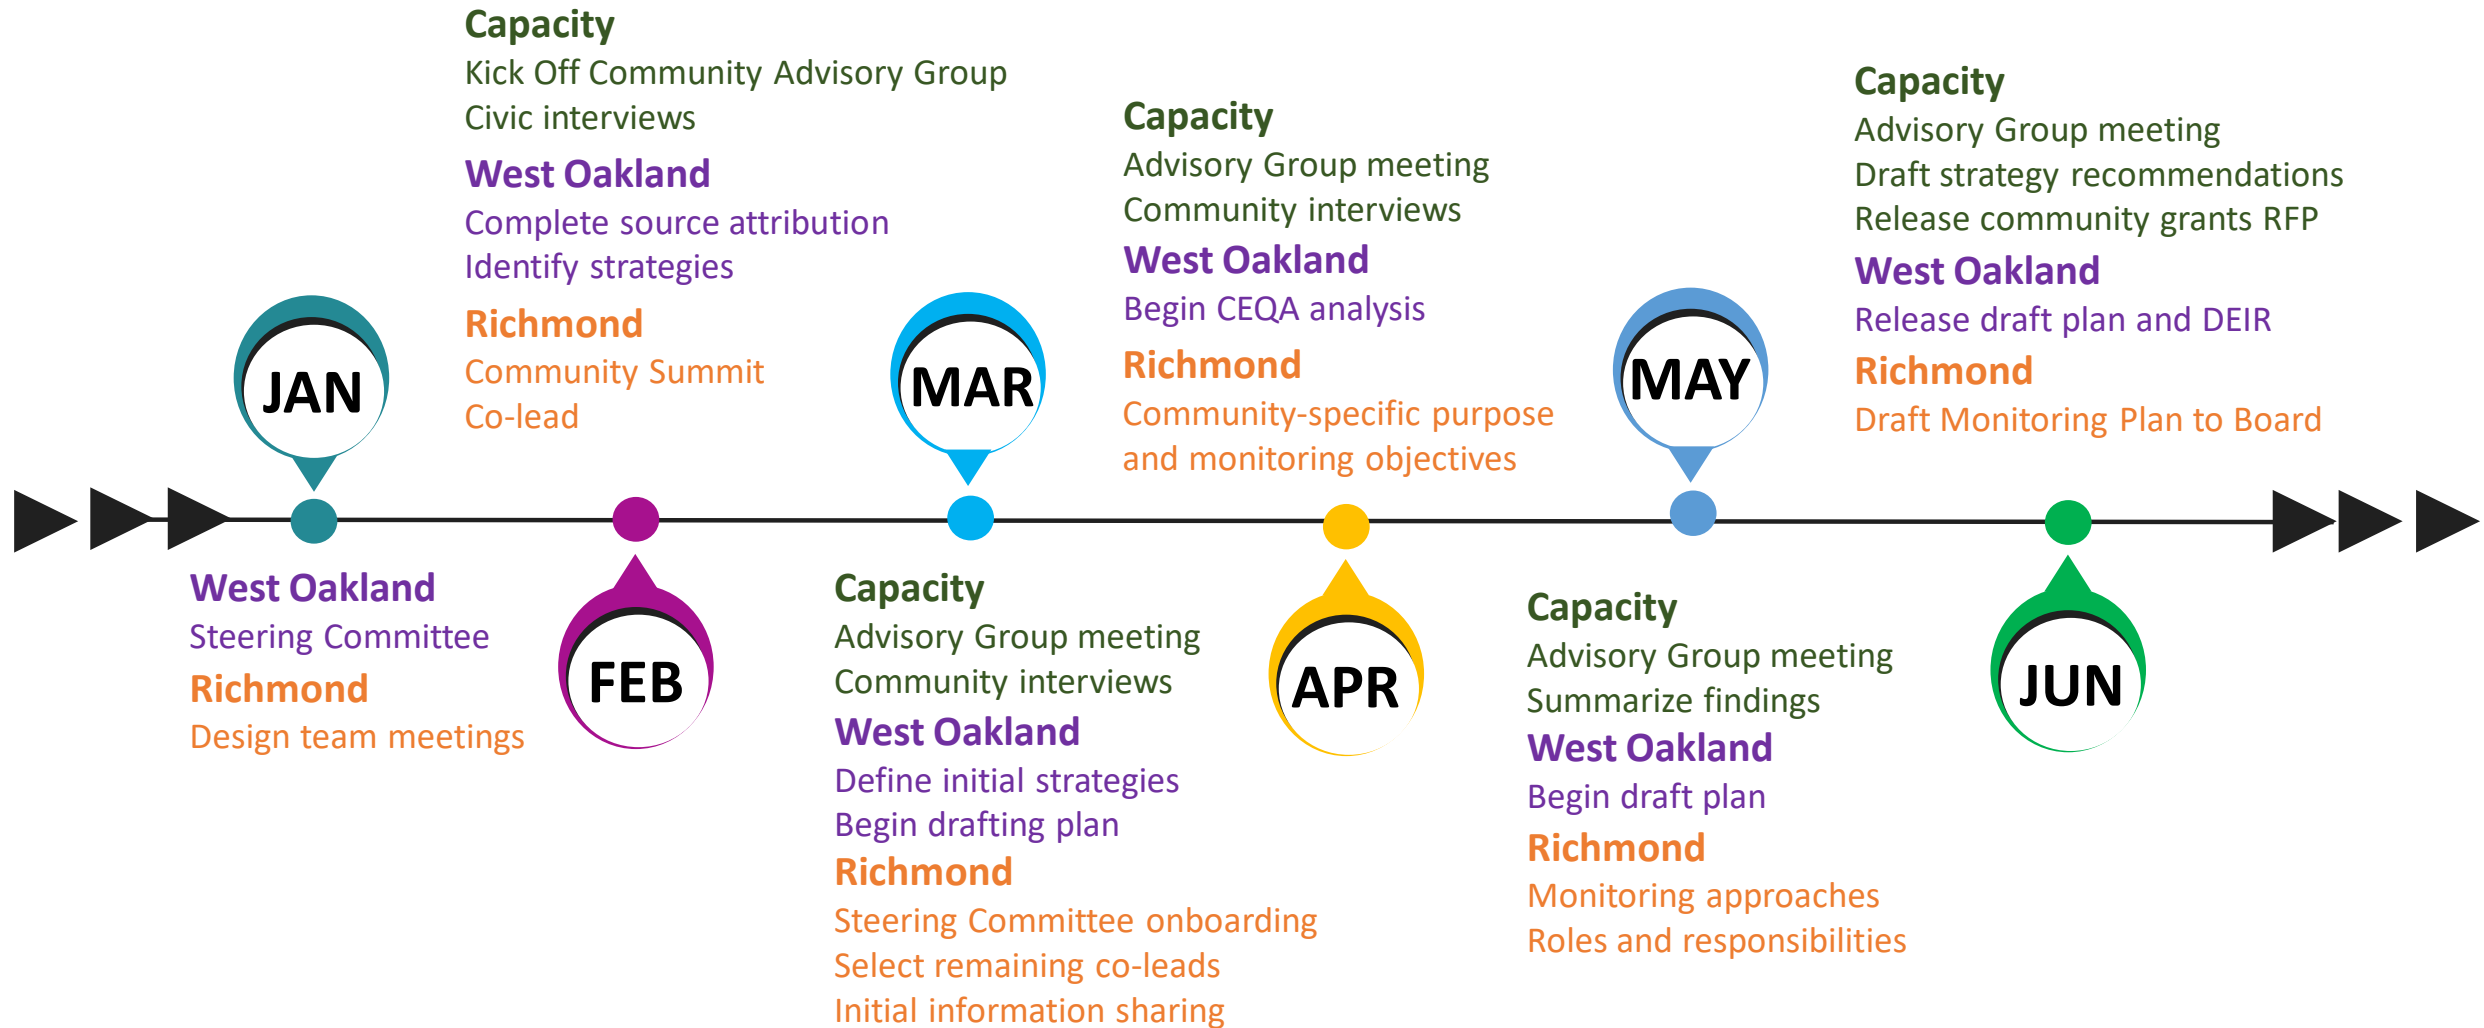 JAN
West Oakland
Steering Committee
Richmond
Design team meetings
Capacity
Kick Off Community Advisory Group
Civic interviews
West Oakland
Complete source attribution
Identify strategies
Richmond
Community Summit
Co-lead
FEB
MAR
Capacity
Advisory Group meeting
Community interviews
West Oakland
Define initial strategies
Begin drafting plan
Richmond
Steering Committee onboarding
Select remaining co-leads
Initial information sharing
Capacity
Advisory Group meeting
Community interviews
West Oakland
Begin CEQA analysis
Richmond
Community-specific purpose
and monitoring objectives
APR
MAY
Capacity
Advisory Group meeting
Summarize findings
West Oakland
Begin draft plan
Richmond
Monitoring approaches
Roles and responsibilities
Capacity
Advisory Group meeting
Draft strategy recommendations
Release community grants RFP
West Oakland
Release draft plan and DEIR
Richmond
Draft Monitoring Plan to Board
JUN